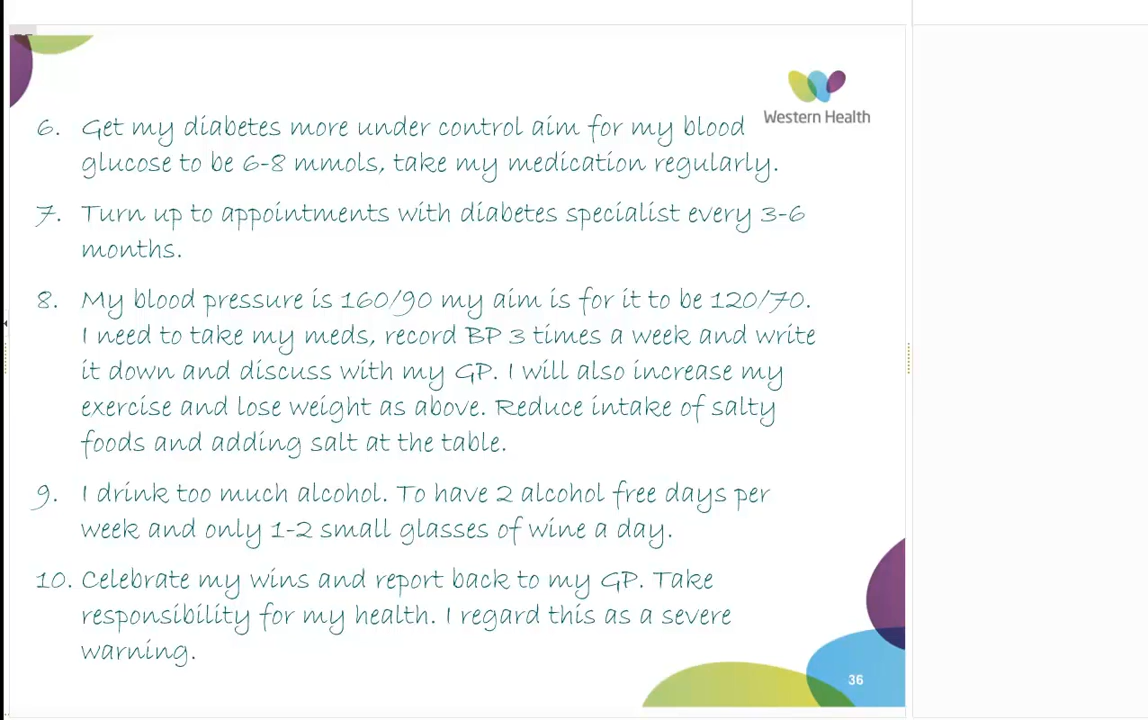 Western Health
6. Get my diabetes more under control aim for my blood
glucose to be 6-8 mmols, take my medication regularly.
7. Turn up to appointments with diabetes specialist every 3-6
months.
8. My blood pressure is 160/90 my aim is for it to be 120/70.
I need to take my meds, record BP 3 times a week and write
it down and discuss with my GP. I will also increase my
exercise and lose weight as above. Reduce intake of salty
foods and adding salt at the table.
9. I drink too much alcohol. To have 2 alcohol free days per
week and only 1-2 small glasses of wine a day.
10. Celebrate my wins and report back to my GP. Take
responsibility for my health. I regard this as a severe
warning.
36